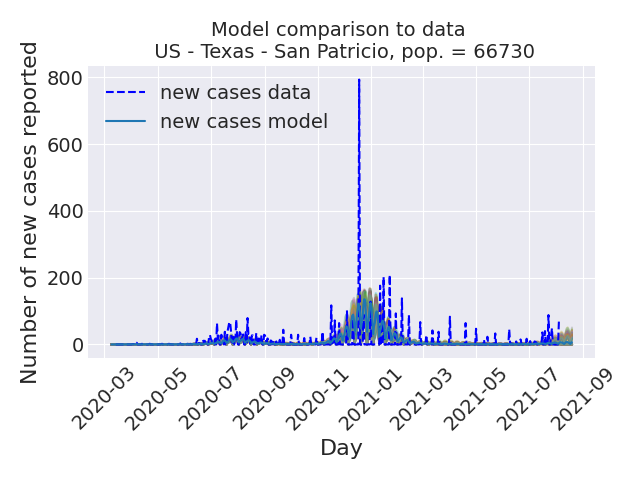 Model comparison to data
US - Texas - San Patricio, pop. = 66730
Number of new cases reported
800
600
400
200
0
new cases data
new cases model
2020-03
2020-05
2020-07
2020-09
2020-11
2021-01
2021-03
2021-05
2021-07
2021-09
Day